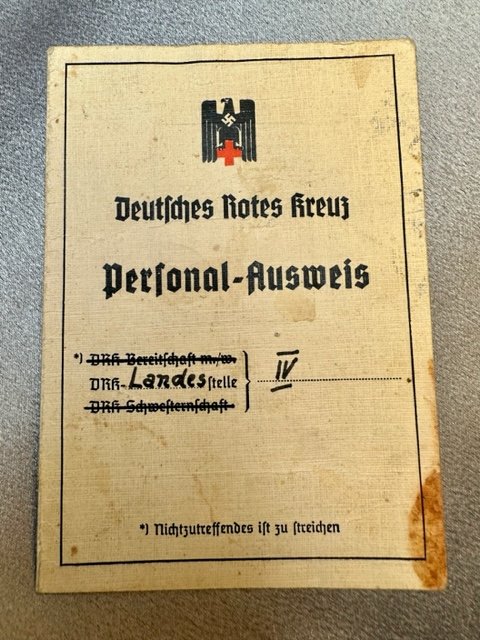 Deutsches Rotes Kreuz
Personal-Ausweis
*) DRK-Bereitschaft m./w.
DRK-Landesstelle IV
DRK-Schwesternschaft
*) Nichtzutreffendes ist zu streichen